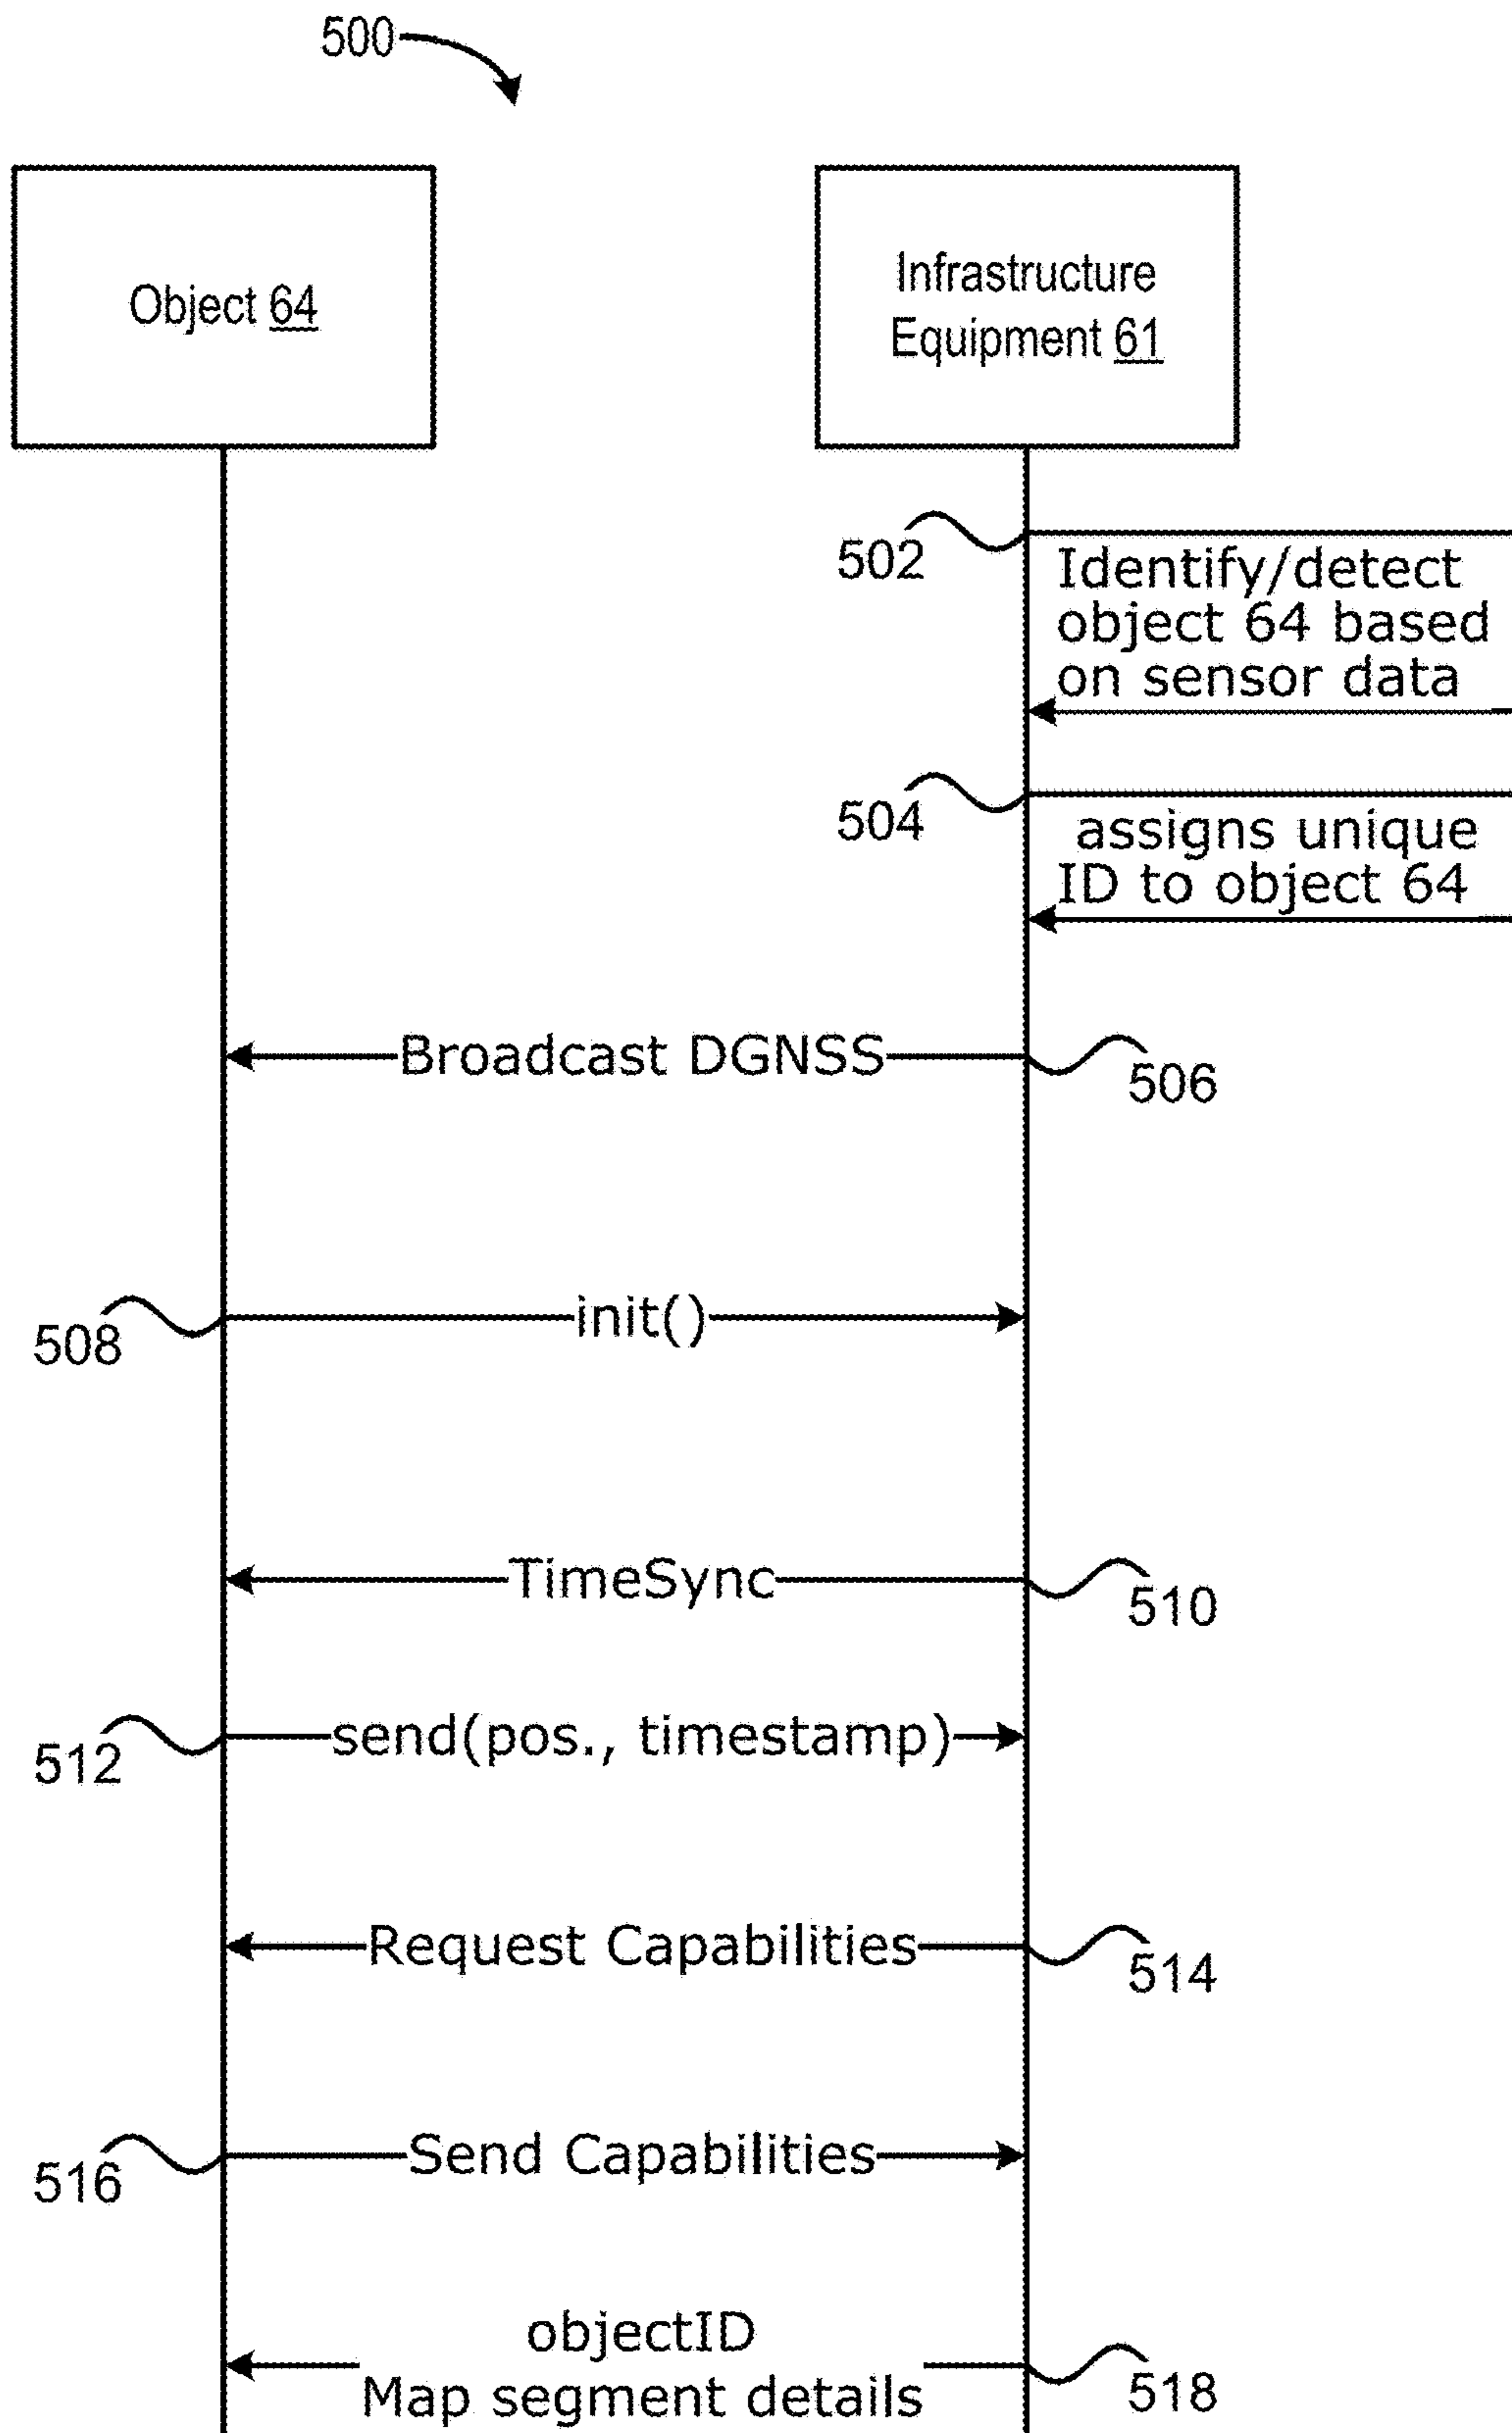 500
Object 64
Infrastructure
Equipment 61
502
Identify/detect
object 64 based
on sensor data
504
assigns unique
ID to object 64
Broadcast DGNSS
506
init()
508
TimeSync
510
send(pos., timestamp)
512
Request Capabilities
514
Send Capabilities
516
objectID
Map segment details
518